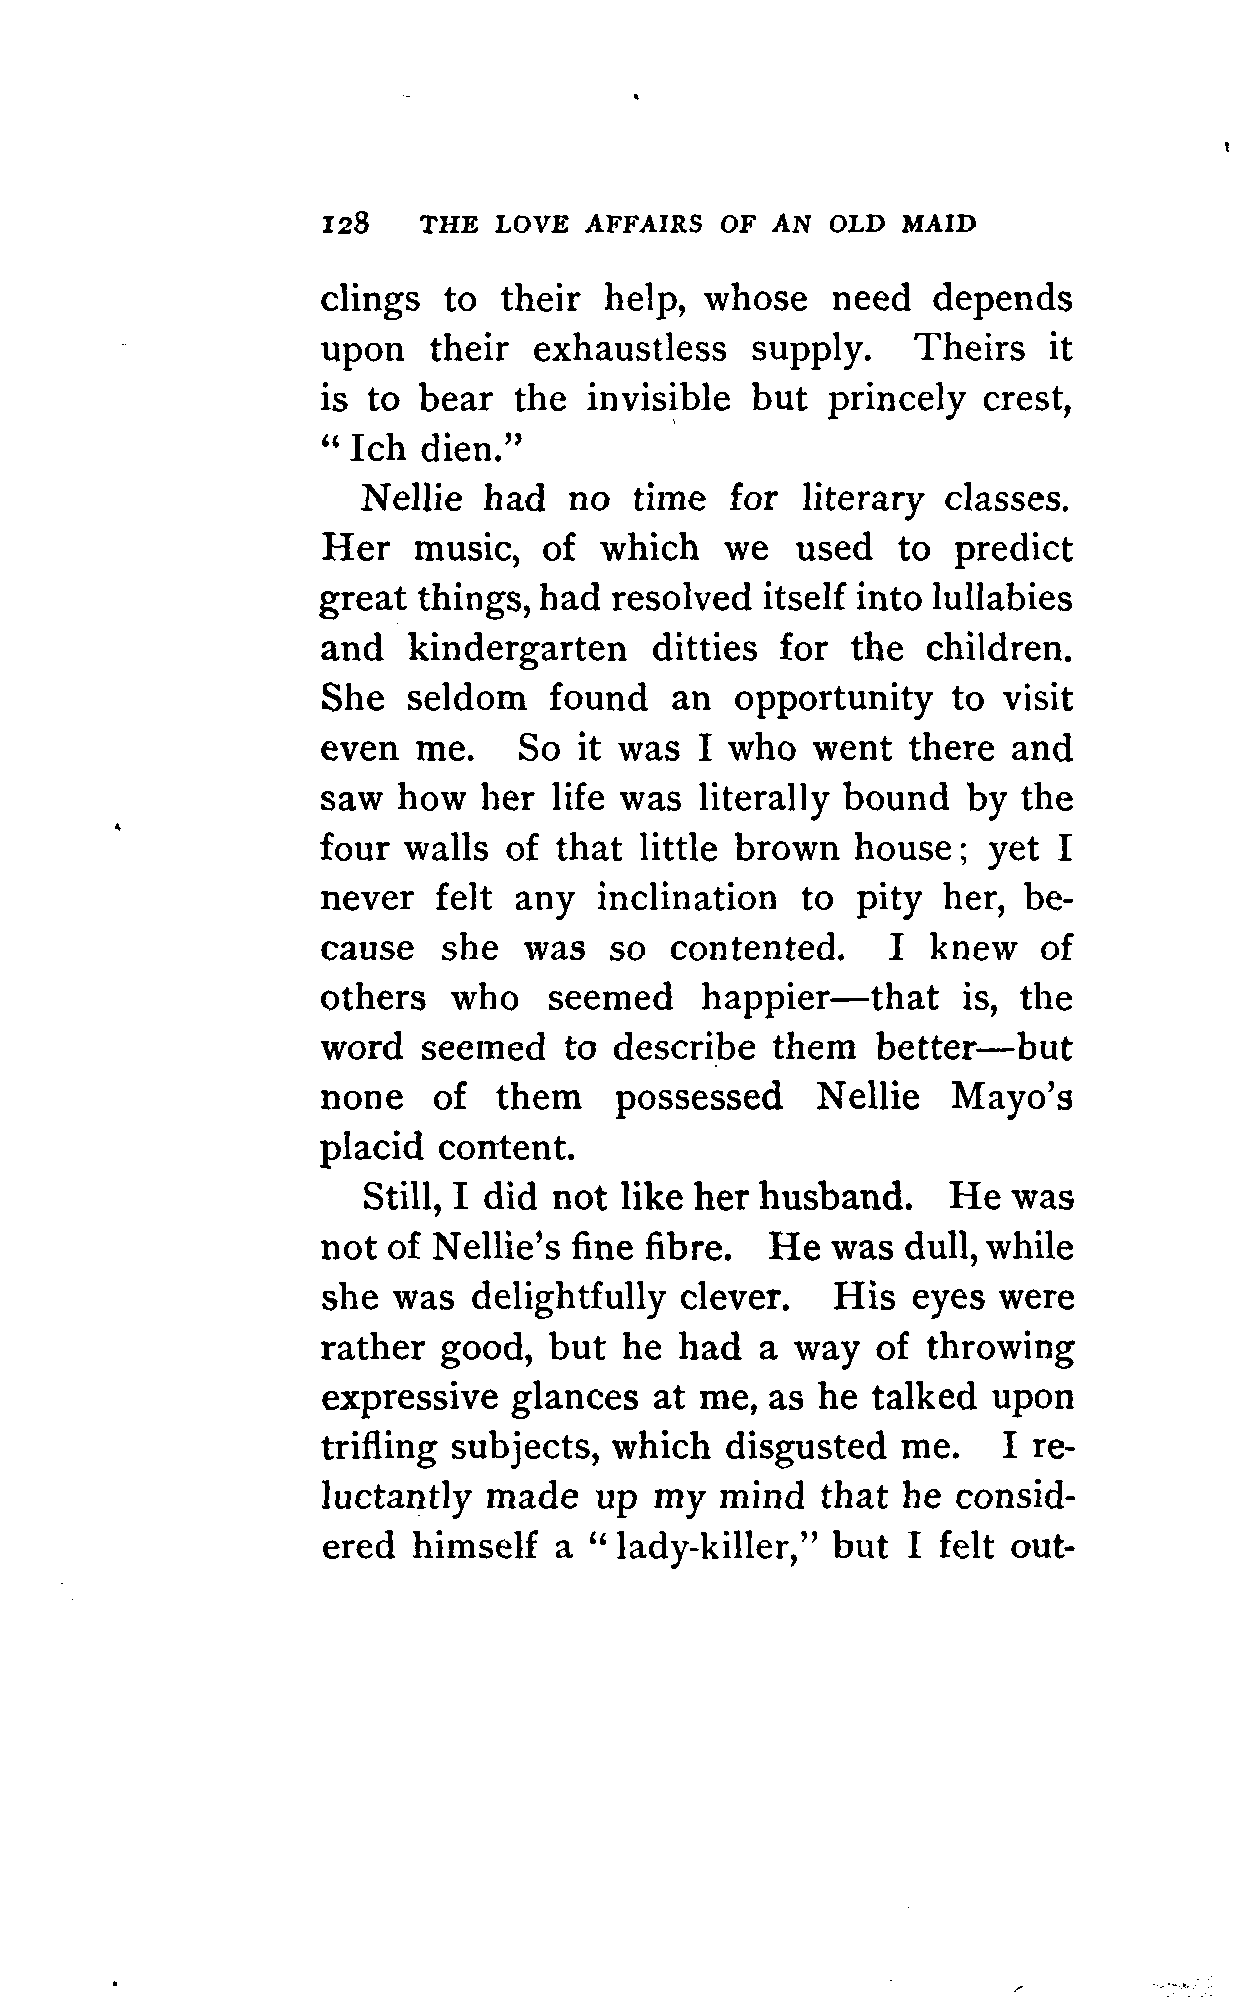 128 THE LOVE AFFAIRS OF AN OLD MAID
clings to their help, whose need depends
upon their exhaustless supply. Theirs it
is to bear the invisible but princely crest,
“ Ich dien.”
Nellie had no time for literary classes.
Her music, of which we used to predict
great things, had resolved itself into lullabies
and kindergarten ditties for the children.
She seldom found an opportunity to visit
even me. So it was I who went there and
saw how her life was literally bound by the
four walls of that little brown house; yet I
never felt any inclination to pity her, be-
cause she was so contented. I knew of
others who seemed happier—that is, the
word seemed to describe them better—but
none of them possessed Nellie Mayo’s
placid content.
Still, I did not like her husband. He was
not of Nellie’s fine fibre. He was dull, while
she was delightfully clever. His eyes were
rather good, but he had a way of throwing
expressive glances at me, as he talked upon
trifling subjects, which disgusted me. I re-
luctantly made up my mind that he consid-
ered himself a “ lady-killer,” but I felt out-